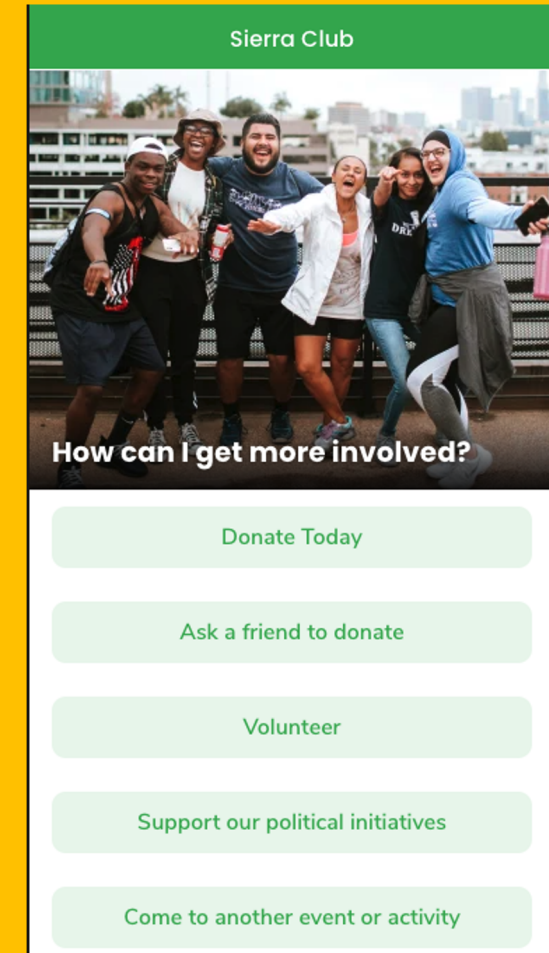 Sierra Club
How can I get more involved?
Donate Today
Ask a friend to donate
Volunteer
Support our political initiatives
Come to another event or activity